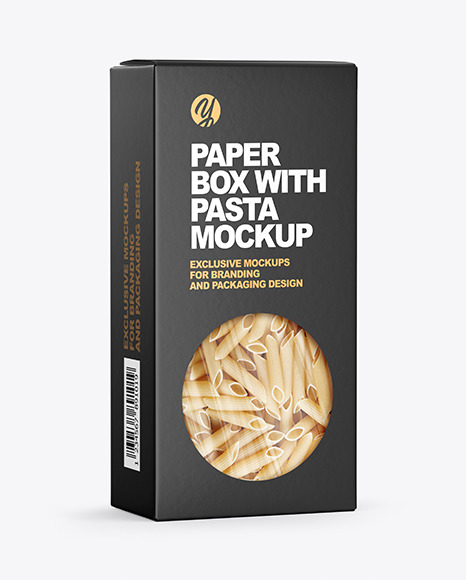 PAPER
BOX WITH
PASTA
MOCKUP
EXCLUSIVE MOCKUPS
FOR BRANDING
AND PACKAGING DESIGN
EXCLUSIVE MOCKUPS
FOR BRANDING
AND PACKAGING DESIGN